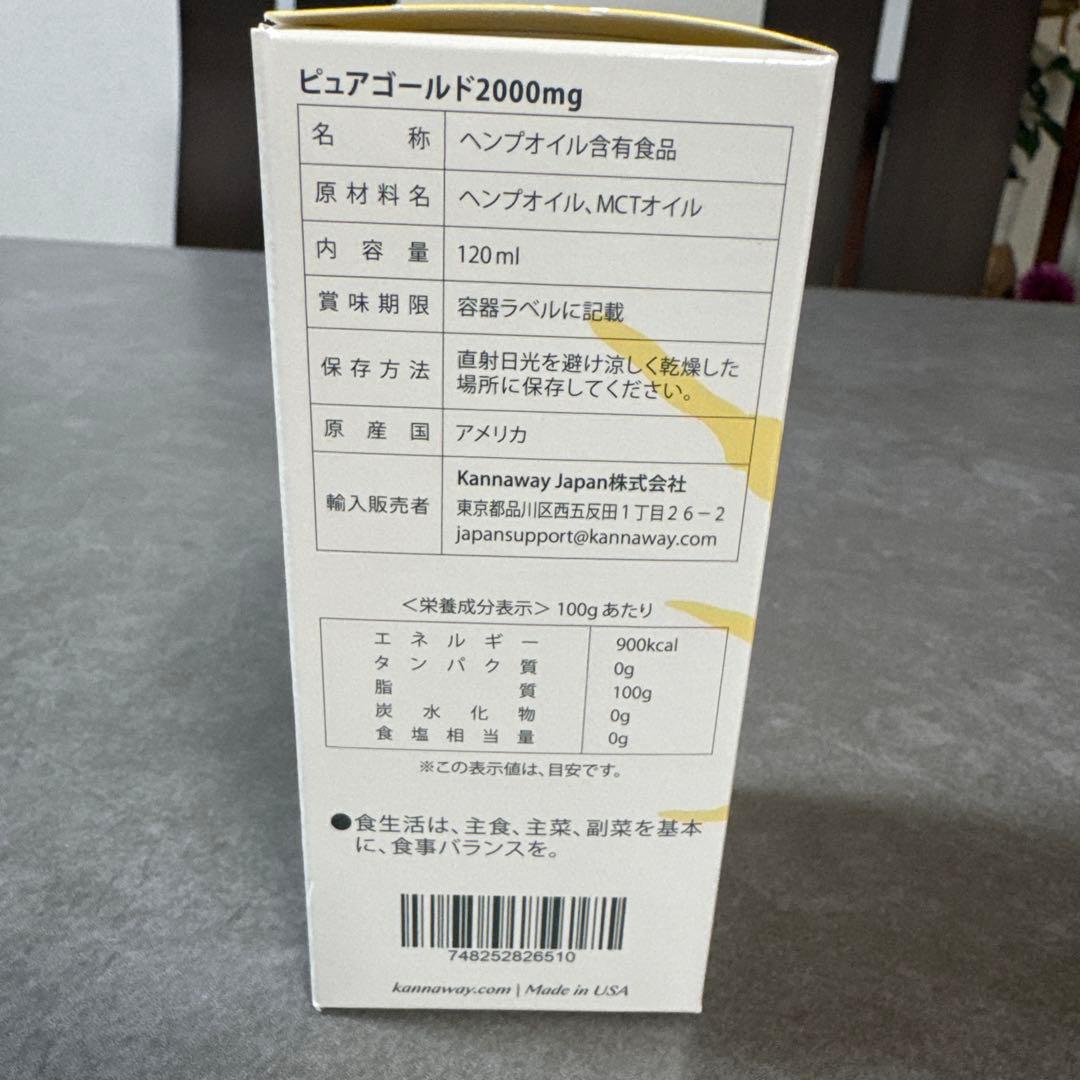 ピュアゴールド2000mg
名称 ヘンプオイル含有食品
原材料名 ヘンプオイル、MCTオイル
内容量 120ml
賞味期限 容器ラベルに記載
保存方法 直射日光を避け涼しく乾燥した
場所に保存してください。
原産国 アメリカ
輸入販売者 Kannaway Japan株式会社
東京都品川区西五反田1丁目26-2
japansupport@kannaway.com
<栄養成分表示> 100gあたり
エネルギー 900kcal
タンパク質 0g
脂質 100g
炭水化物 0g
食塩相当量 0g
※この表示値は、目安です。
●食生活は、主食、主菜、副菜を基本
に、食事バランスを。
748252826510
kannaway.com | Made in USA